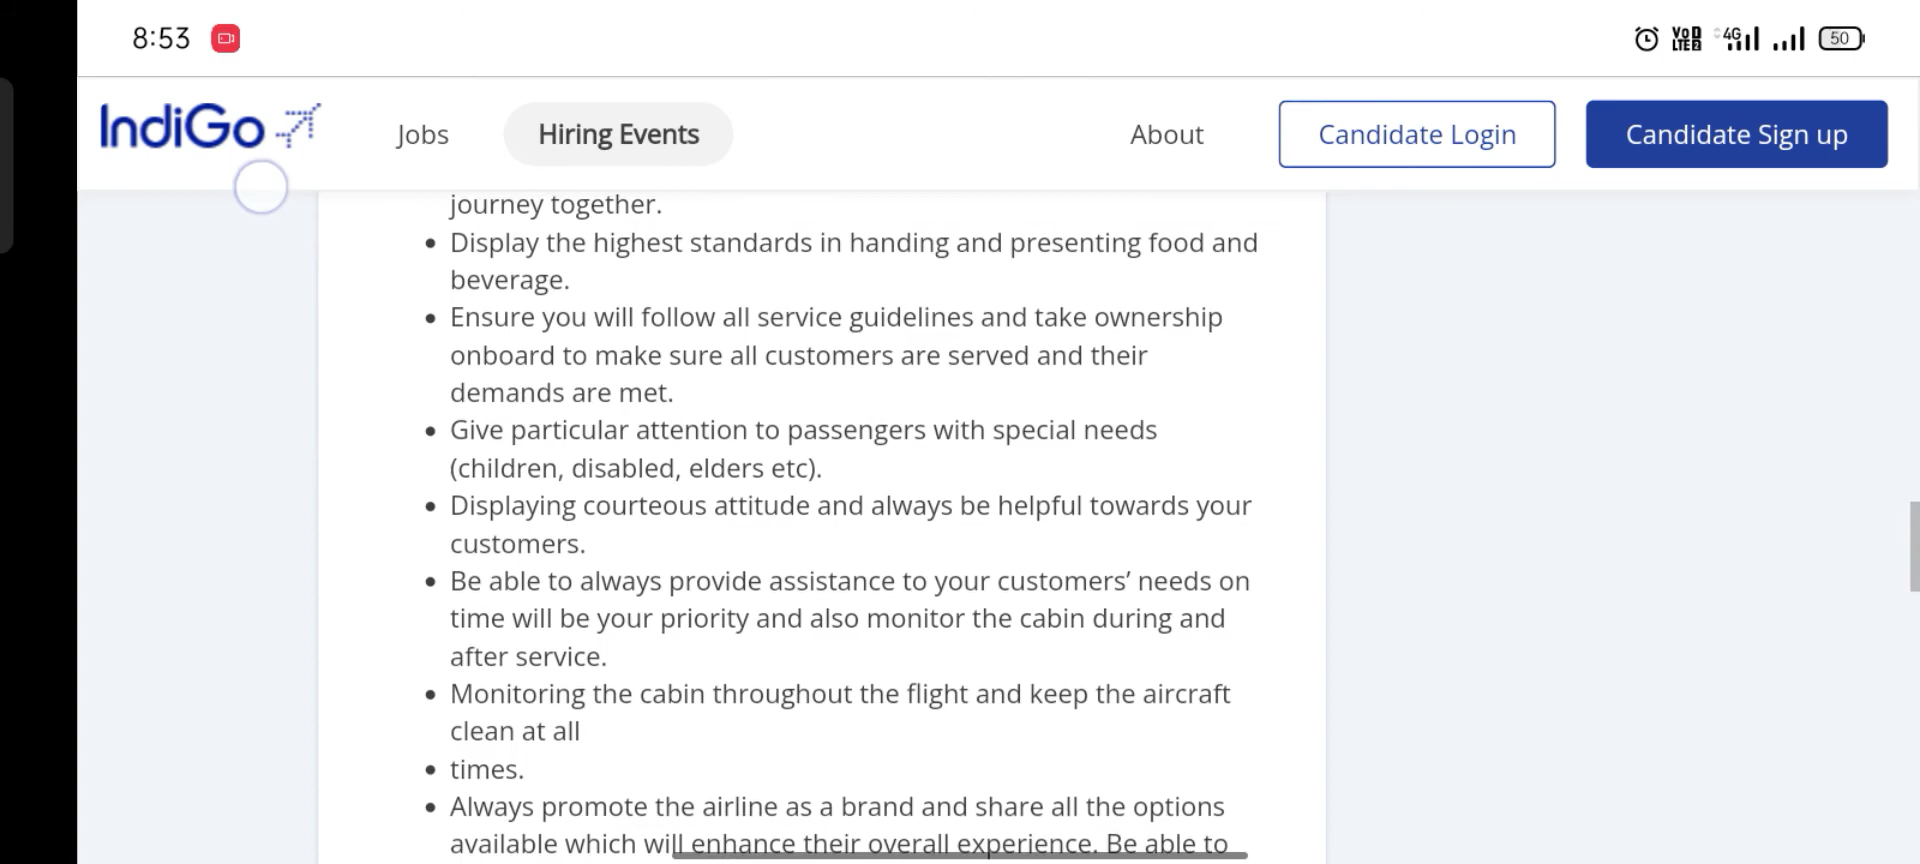 8:53
VoD LTE2 4G 50
IndiGo
Jobs
Hiring Events
About
Candidate Login
Candidate Sign up
journey together.
• Display the highest standards in handing and presenting food and
beverage.
• Ensure you will follow all service guidelines and take ownership
onboard to make sure all customers are served and their
demands are met.
• Give particular attention to passengers with special needs
(children, disabled, elders etc).
• Displaying courteous attitude and always be helpful towards your
customers.
• Be able to always provide assistance to your customers’ needs on
time will be your priority and also monitor the cabin during and
after service.
• Monitoring the cabin throughout the flight and keep the aircraft
clean at all
• times.
• Always promote the airline as a brand and share all the options
available which will enhance their overall experience. Be able to